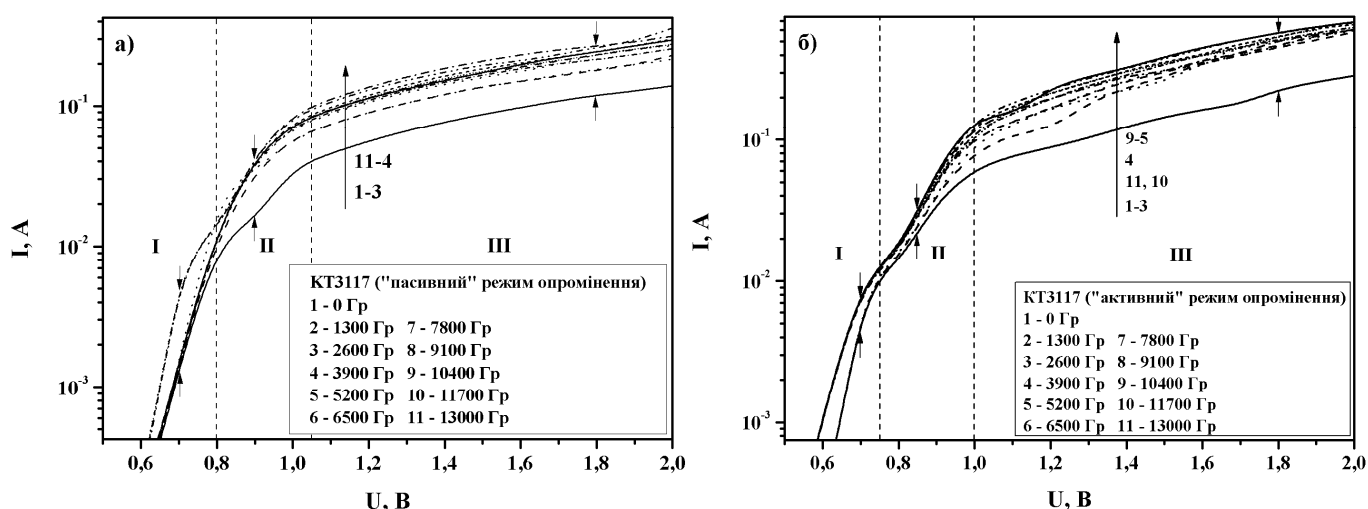 а)
I, А
10⁻¹
10⁻²
10⁻³
I
II
III
11-4
1-3
КТ3117 ("пасивний" режим опромінення)
1 - 0 Гр
2 - 1300 Гр 7 - 7800 Гр
3 - 2600 Гр 8 - 9100 Гр
4 - 3900 Гр 9 - 10400 Гр
5 - 5200 Гр 10 - 11700 Гр
6 - 6500 Гр 11 - 13000 Гр
0,6 0,8 1,0 1,2 1,4 1,6 1,8 2,0
U, В
б)
I, А
10⁻¹
10⁻²
10⁻³
I
II
III
9-5
4
11, 10
1-3
КТ3117 ("активний" режим опромінення)
1 - 0 Гр
2 - 1300 Гр 7 - 7800 Гр
3 - 2600 Гр 8 - 9100 Гр
4 - 3900 Гр 9 - 10400 Гр
5 - 5200 Гр 10 - 11700 Гр
6 - 6500 Гр 11 - 13000 Гр
0,6 0,8 1,0 1,2 1,4 1,6 1,8 2,0
U, В